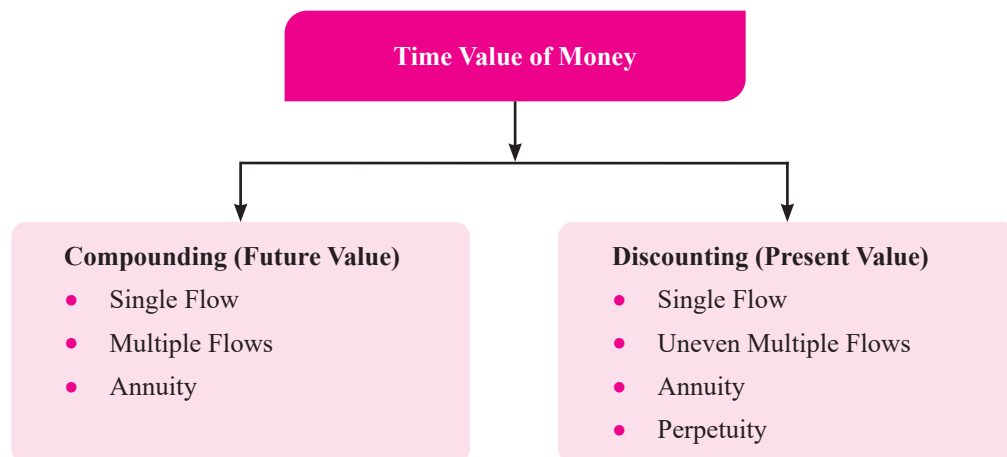 Time Value of Money
Compounding (Future Value)
• Single Flow
• Multiple Flows
• Annuity
Discounting (Present Value)
• Single Flow
• Uneven Multiple Flows
• Annuity
• Perpetuity